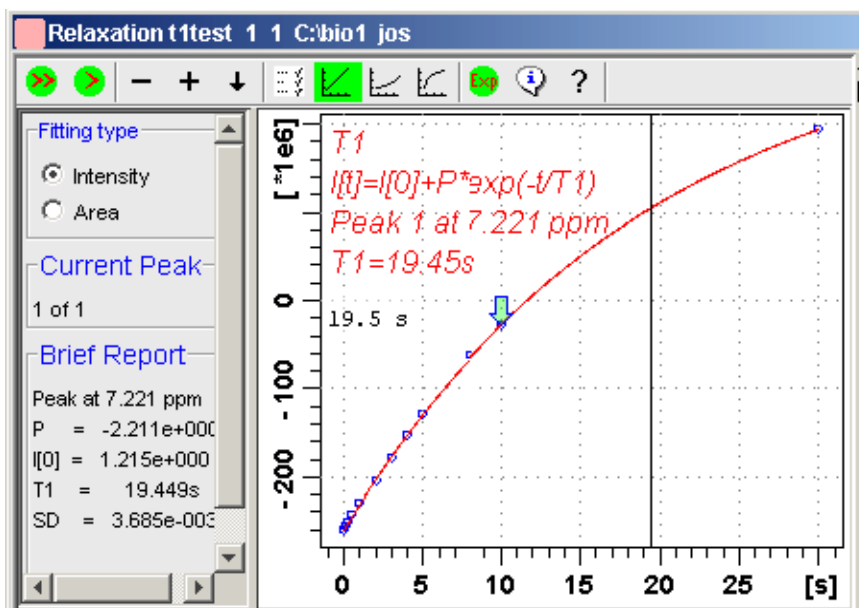 Relaxation t1test 1 1 C:\bio1 jos
Exp i ?
Fitting type
Intensity
Area
Current Peak
1 of 1
Brief Report
Peak at 7.221 ppm
P = -2.211e+000
I[0] = 1.215e+000
T1 = 19.449s
SD = 3.685e-003
[*1e6]
T1
I[t]=I[0]+P*exp(-t/T1)
Peak 1 at 7.221 ppm
T1=19.45s
19.5 s
0
-100
-200
0 5 10 15 20 25 [s]